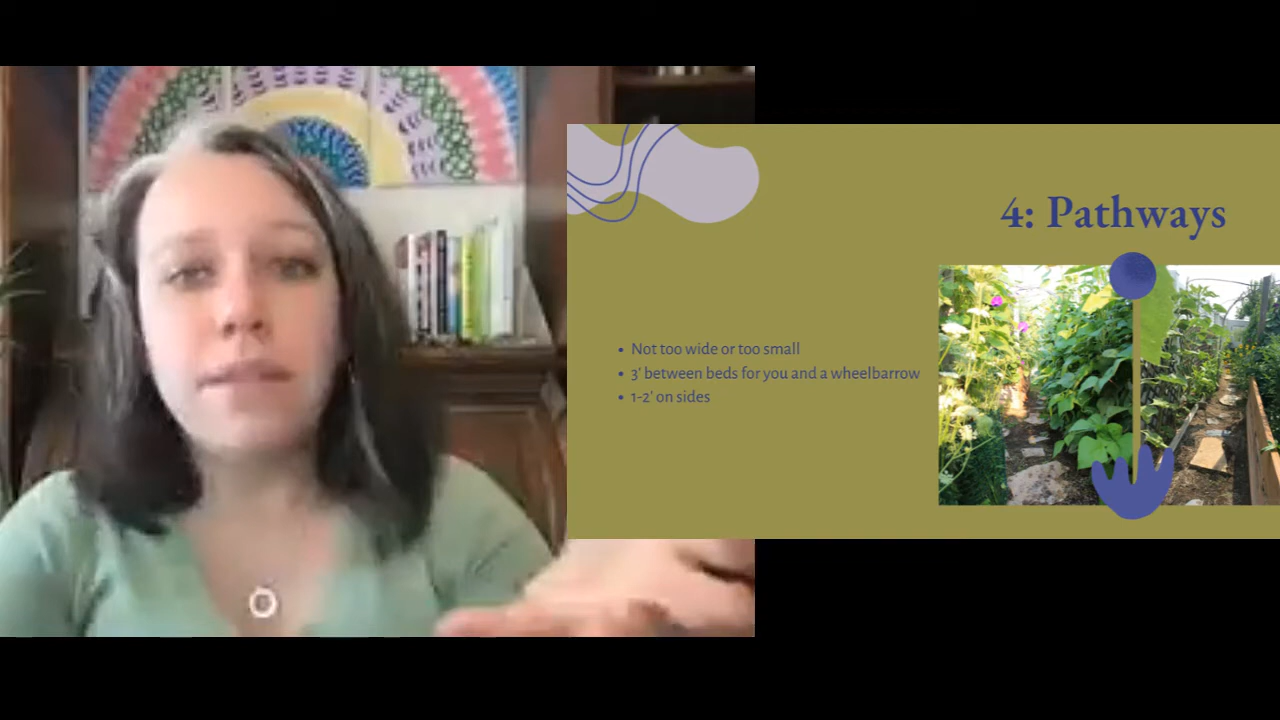 4: Pathways
• Not too wide or too small
• 3' between beds for you and a wheelbarrow
• 1-2' on sides